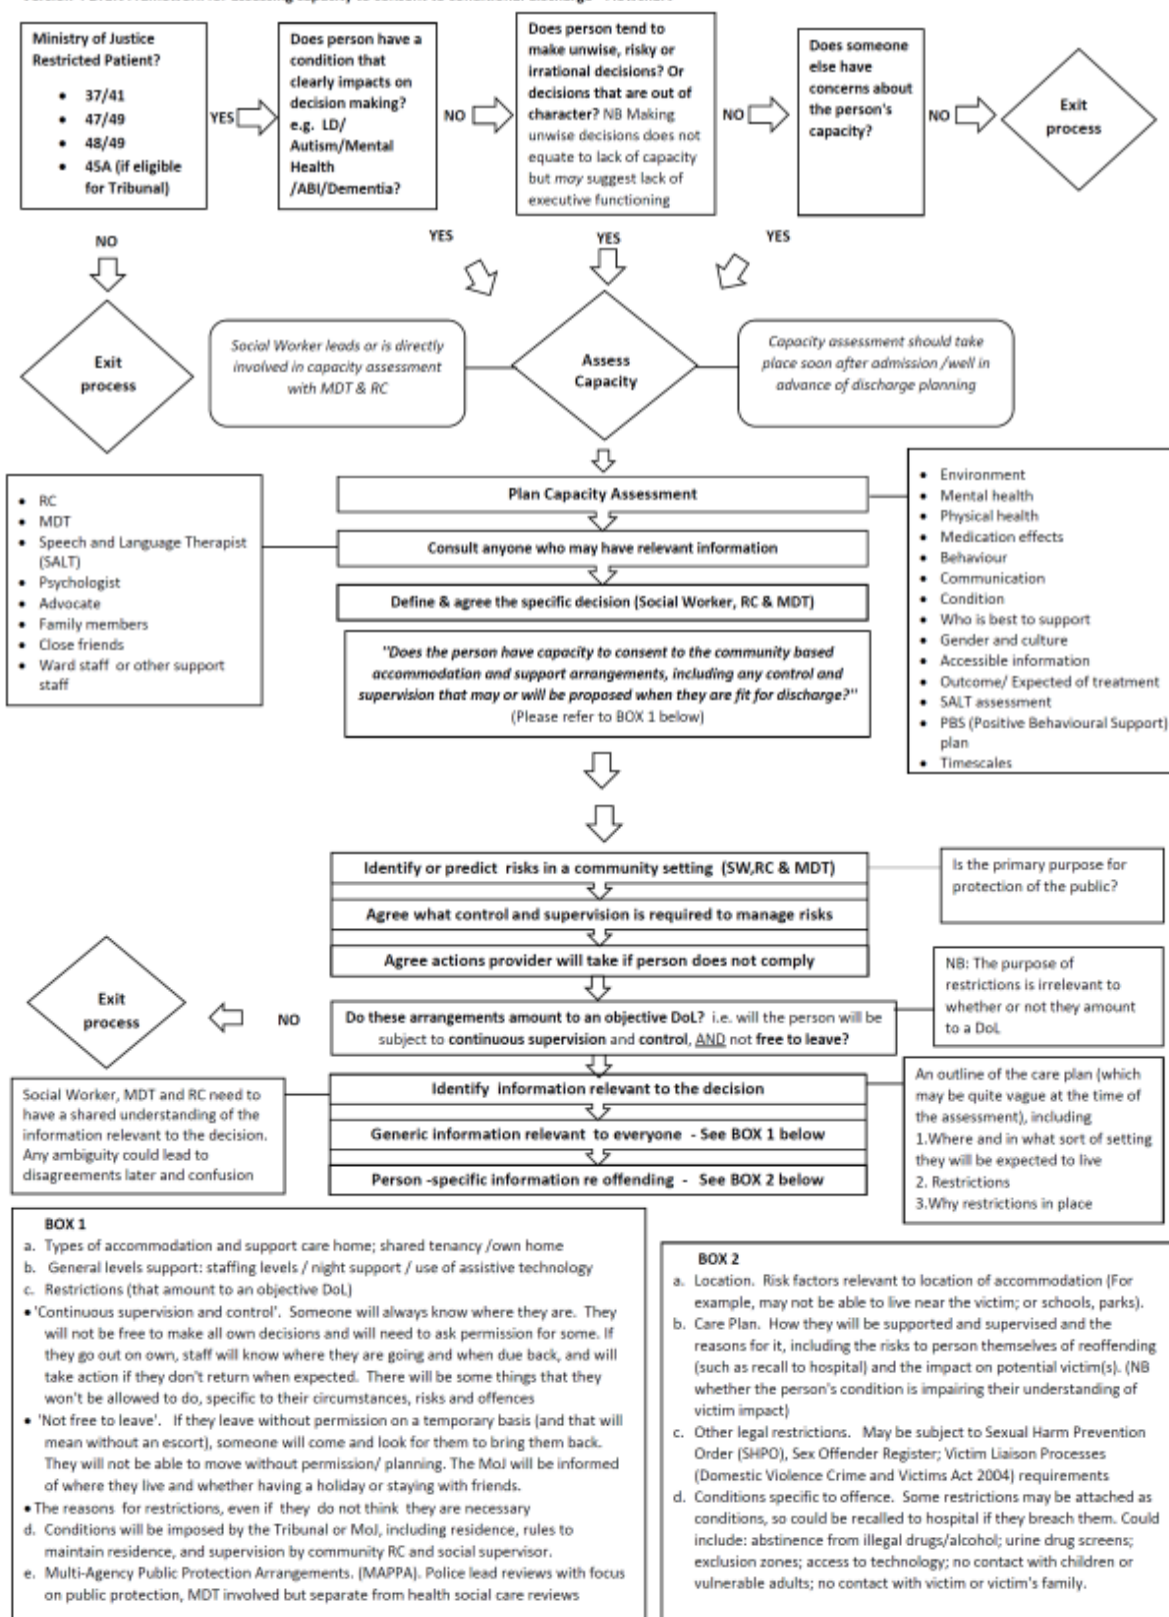 Ministry of Justice
Restricted Patient?
• 37/41
• 47/49
• 48/49
• 45A (if eligible
for Tribunal)
YES
Does person have a
condition that
clearly impacts on
decision making?
e.g. LD/
Autism/Mental
Health
/ABI/Dementia?
NO
Does person tend to
make unwise, risky or
irrational decisions? Or
decisions that are out of
character? NB Making
unwise decisions does not
equate to lack of capacity
but may suggest lack of
executive functioning
NO
Does someone
else have
concerns about
the person's
capacity?
NO
Exit
process
NO
YES
YES
YES
Exit
process
Social Worker leads or is directly
involved in capacity assessment
with MDT & RC
Assess
Capacity
Capacity assessment should take
place soon after admission /well in
advance of discharge planning
• RC
• MDT
• Speech and Language Therapist
(SALT)
• Psychologist
• Advocate
• Family members
• Close friends
• Ward staff or other support
staff
Plan Capacity Assessment
Consult anyone who may have relevant information
Define & agree the specific decision (Social Worker, RC & MDT)
"Does the person have capacity to consent to the community based
accommodation and support arrangements, including any control and
supervision that may or will be proposed when they are fit for discharge?"
(Please refer to BOX 1 below)
• Environment
• Mental health
• Physical health
• Medication effects
• Behaviour
• Communication
• Condition
• Who is best to support
• Gender and culture
• Accessible information
• Outcome/ Expected of treatment
• SALT assessment
• PBS (Positive Behavioural Support)
plan
• Timescales
Identify or predict risks in a community setting (SW,RC & MDT)
Agree what control and supervision is required to manage risks
Agree actions provider will take if person does not comply
Is the primary purpose for
protection of the public?
Exit
process
NO
Do these arrangements amount to an objective DoL? i.e. will the person will be
subject to continuous supervision and control, AND not free to leave?
NB: The purpose of
restrictions is irrelevant to
whether or not they amount
to a DoL
Social Worker, MDT and RC need to
have a shared understanding of the
information relevant to the decision.
Any ambiguity could lead to
disagreements later and confusion
Identify information relevant to the decision
Generic information relevant to everyone - See BOX 1 below
Person -specific information re offending - See BOX 2 below
An outline of the care plan (which
may be quite vague at the time of
the assessment), including
1.Where and in what sort of setting
they will be expected to live
2. Restrictions
3.Why restrictions in place
BOX 1
a. Types of accommodation and support care home; shared tenancy /own home
b. General levels support: staffing levels / night support / use of assistive technology
c. Restrictions (that amount to an objective DoL)
• 'Continuous supervision and control'. Someone will always know where they are. They
will not be free to make all own decisions and will need to ask permission for some. If
they go out on own, staff will know where they are going and when due back, and will
take action if they don't return when expected. There will be some things that they
won't be allowed to do, specific to their circumstances, risks and offences
• 'Not free to leave'. If they leave without permission on a temporary basis (and that will
mean without an escort), someone will come and look for them to bring them back.
They will not be able to move without permission/ planning. The MoJ will be informed
of where they live and whether having a holiday or staying with friends.
• The reasons for restrictions, even if they do not think they are necessary
d. Conditions will be imposed by the Tribunal or MoJ, including residence, rules to
maintain residence, and supervision by community RC and social supervisor.
e. Multi-Agency Public Protection Arrangements. (MAPPA). Police lead reviews with focus
on public protection, MDT involved but separate from health social care reviews
BOX 2
a. Location. Risk factors relevant to location of accommodation (For
example, may not be able to live near the victim; or schools, parks).
b. Care Plan. How they will be supported and supervised and the
reasons for it, including the risks to person themselves of reoffending
(such as recall to hospital) and the impact on potential victim(s). (NB
whether the person's condition is impairing their understanding of
victim impact)
c. Other legal restrictions. May be subject to Sexual Harm Prevention
Order (SHPO), Sex Offender Register; Victim Liaison Processes
(Domestic Violence Crime and Victims Act 2004) requirements
d. Conditions specific to offence. Some restrictions may be attached as
conditions, so could be recalled to hospital if they breach them. Could
include: abstinence from illegal drugs/alcohol; urine drug screens;
exclusion zones; access to technology; no contact with children or
vulnerable adults; no contact with victim or victim's family.